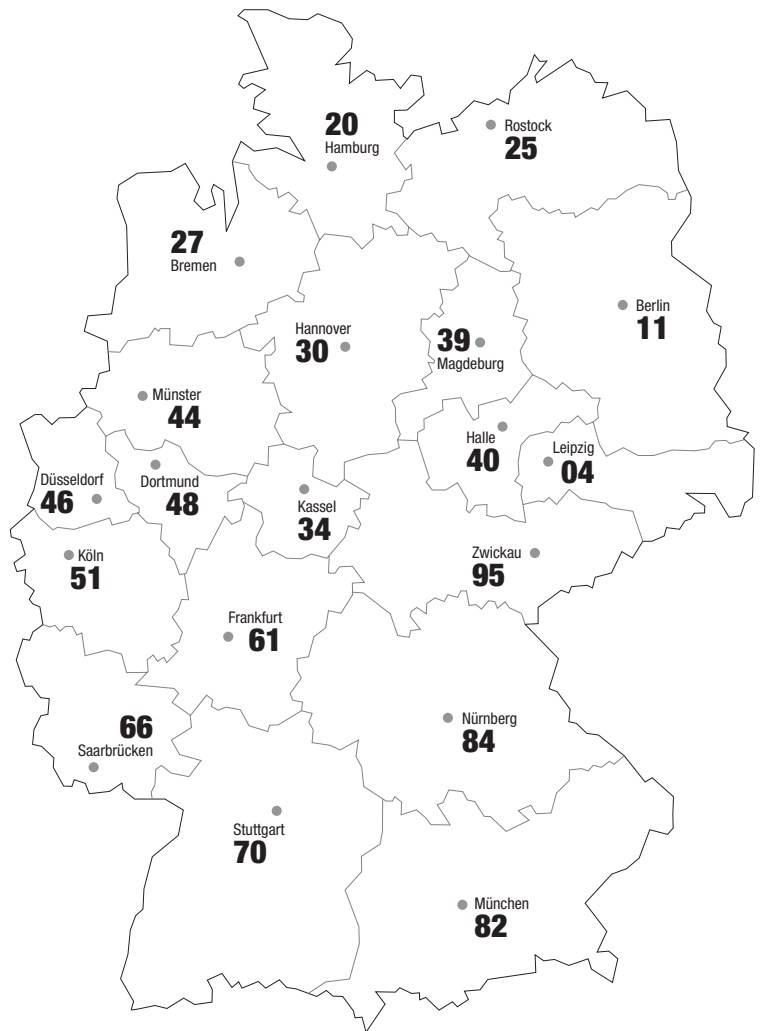 20
Hamburg
Rostock
25
27
Bremen
Berlin
11
Hannover
30
39
Magdeburg
Münster
44
Halle
40
Leipzig
04
Düsseldorf
46
Dortmund
48
Kassel
34
Köln
51
Zwickau
95
Frankfurt
61
66
Saarbrücken
Nürnberg
84
Stuttgart
70
München
82